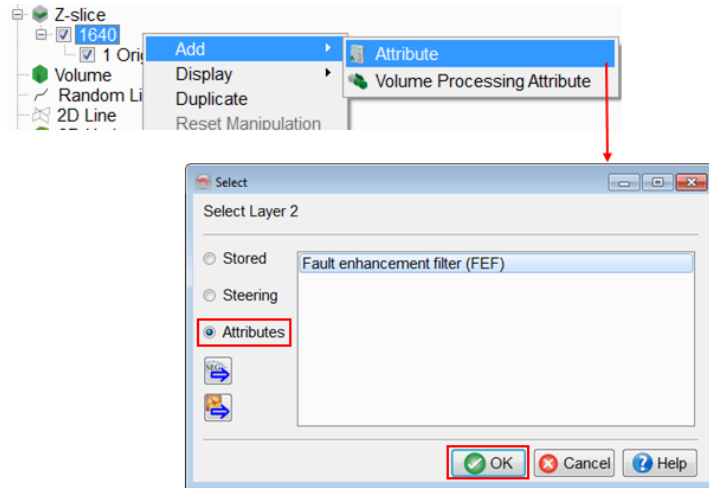 Z-slice
1640
1 Orig
Volume
Random Li
2D Line
Add
Display
Duplicate
Reset Manipulation
Attribute
Volume Processing Attribute
Select
Select Layer 2
Stored
Steering
Attributes
Fault enhancement filter (FEF)
OK Cancel Help